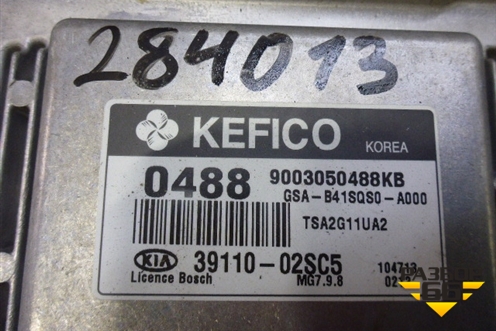 284013
KEFICO KOREA
0488 9003050488KB
GSA-B41SQS0-A000
TSA2G11UA2
KIA 39110-02SC5 104713
Licence Bosch MG7.9.8